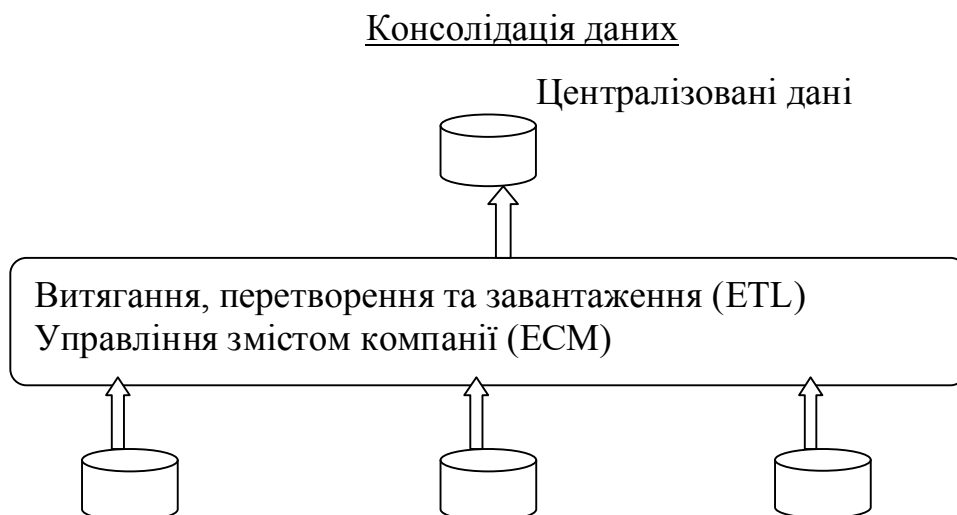 Консолідація даних
Централізовані дані
Витягання, перетворення та завантаження (ETL)
Управління змістом компанії (ECM)